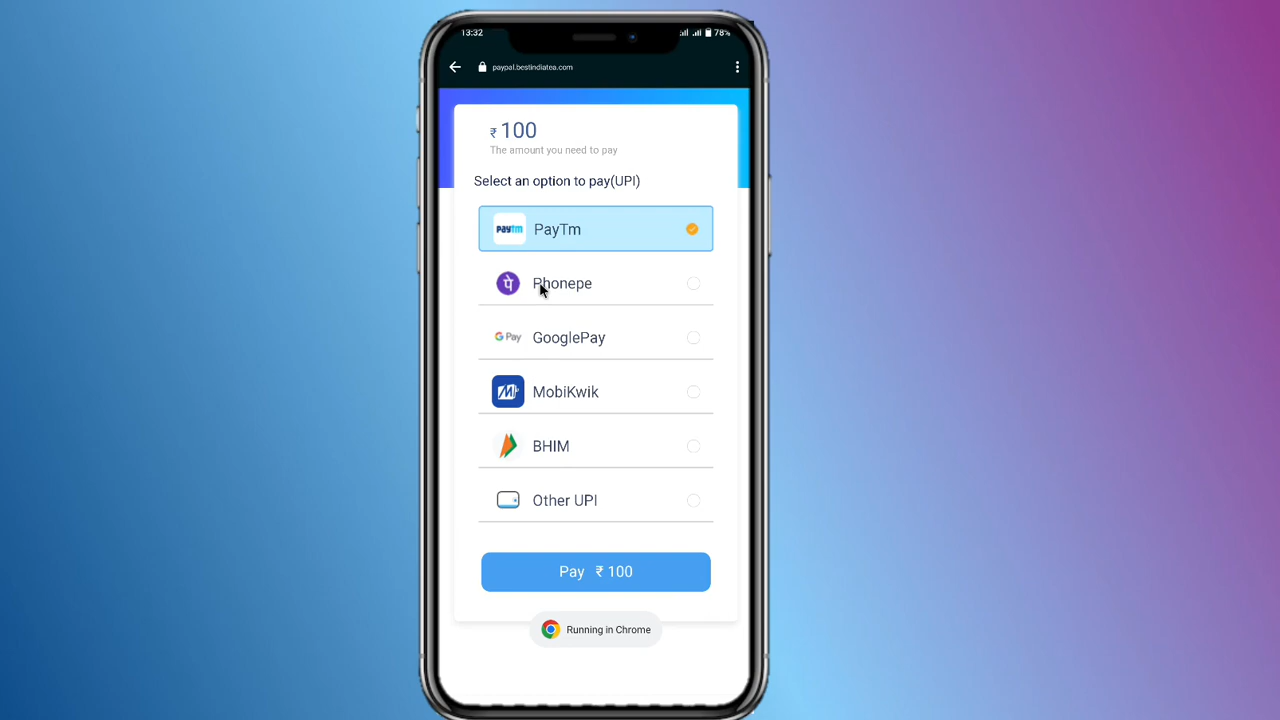 13:32
78%
paypal.bestindiatea.com
₹ 100
The amount you need to pay
Select an option to pay(UPI)
paytm PayTm
पे Phonepe
G Pay GooglePay
MobiKwik
BHIM
Other UPI
Pay ₹ 100
Running in Chrome